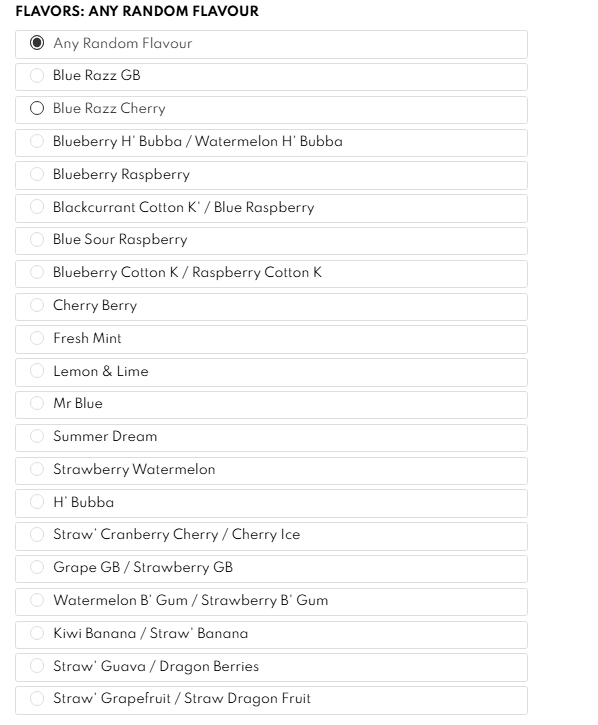 FLAVORS: ANY RANDOM FLAVOUR
Any Random Flavour
Blue Razz GB
Blue Razz Cherry
Blueberry H' Bubba / Watermelon H' Bubba
Blueberry Raspberry
Blackcurrant Cotton K' / Blue Raspberry
Blue Sour Raspberry
Blueberry Cotton K / Raspberry Cotton K
Cherry Berry
Fresh Mint
Lemon & Lime
Mr Blue
Summer Dream
Strawberry Watermelon
H' Bubba
Straw' Cranberry Cherry / Cherry Ice
Grape GB / Strawberry GB
Watermelon B' Gum / Strawberry B' Gum
Kiwi Banana / Straw' Banana
Straw' Guava / Dragon Berries
Straw' Grapefruit / Straw Dragon Fruit